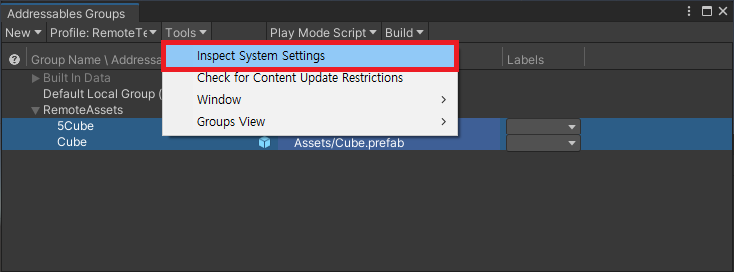 Addressables Groups
New Profile: RemoteTe Tools Play Mode Script Build
Group Name \ Addressa Labels
Inspect System Settings
Built In Data
Check for Content Update Restrictions
Default Local Group (
Window
RemoteAssets
Groups View
5Cube
Cube Assets/Cube.prefab